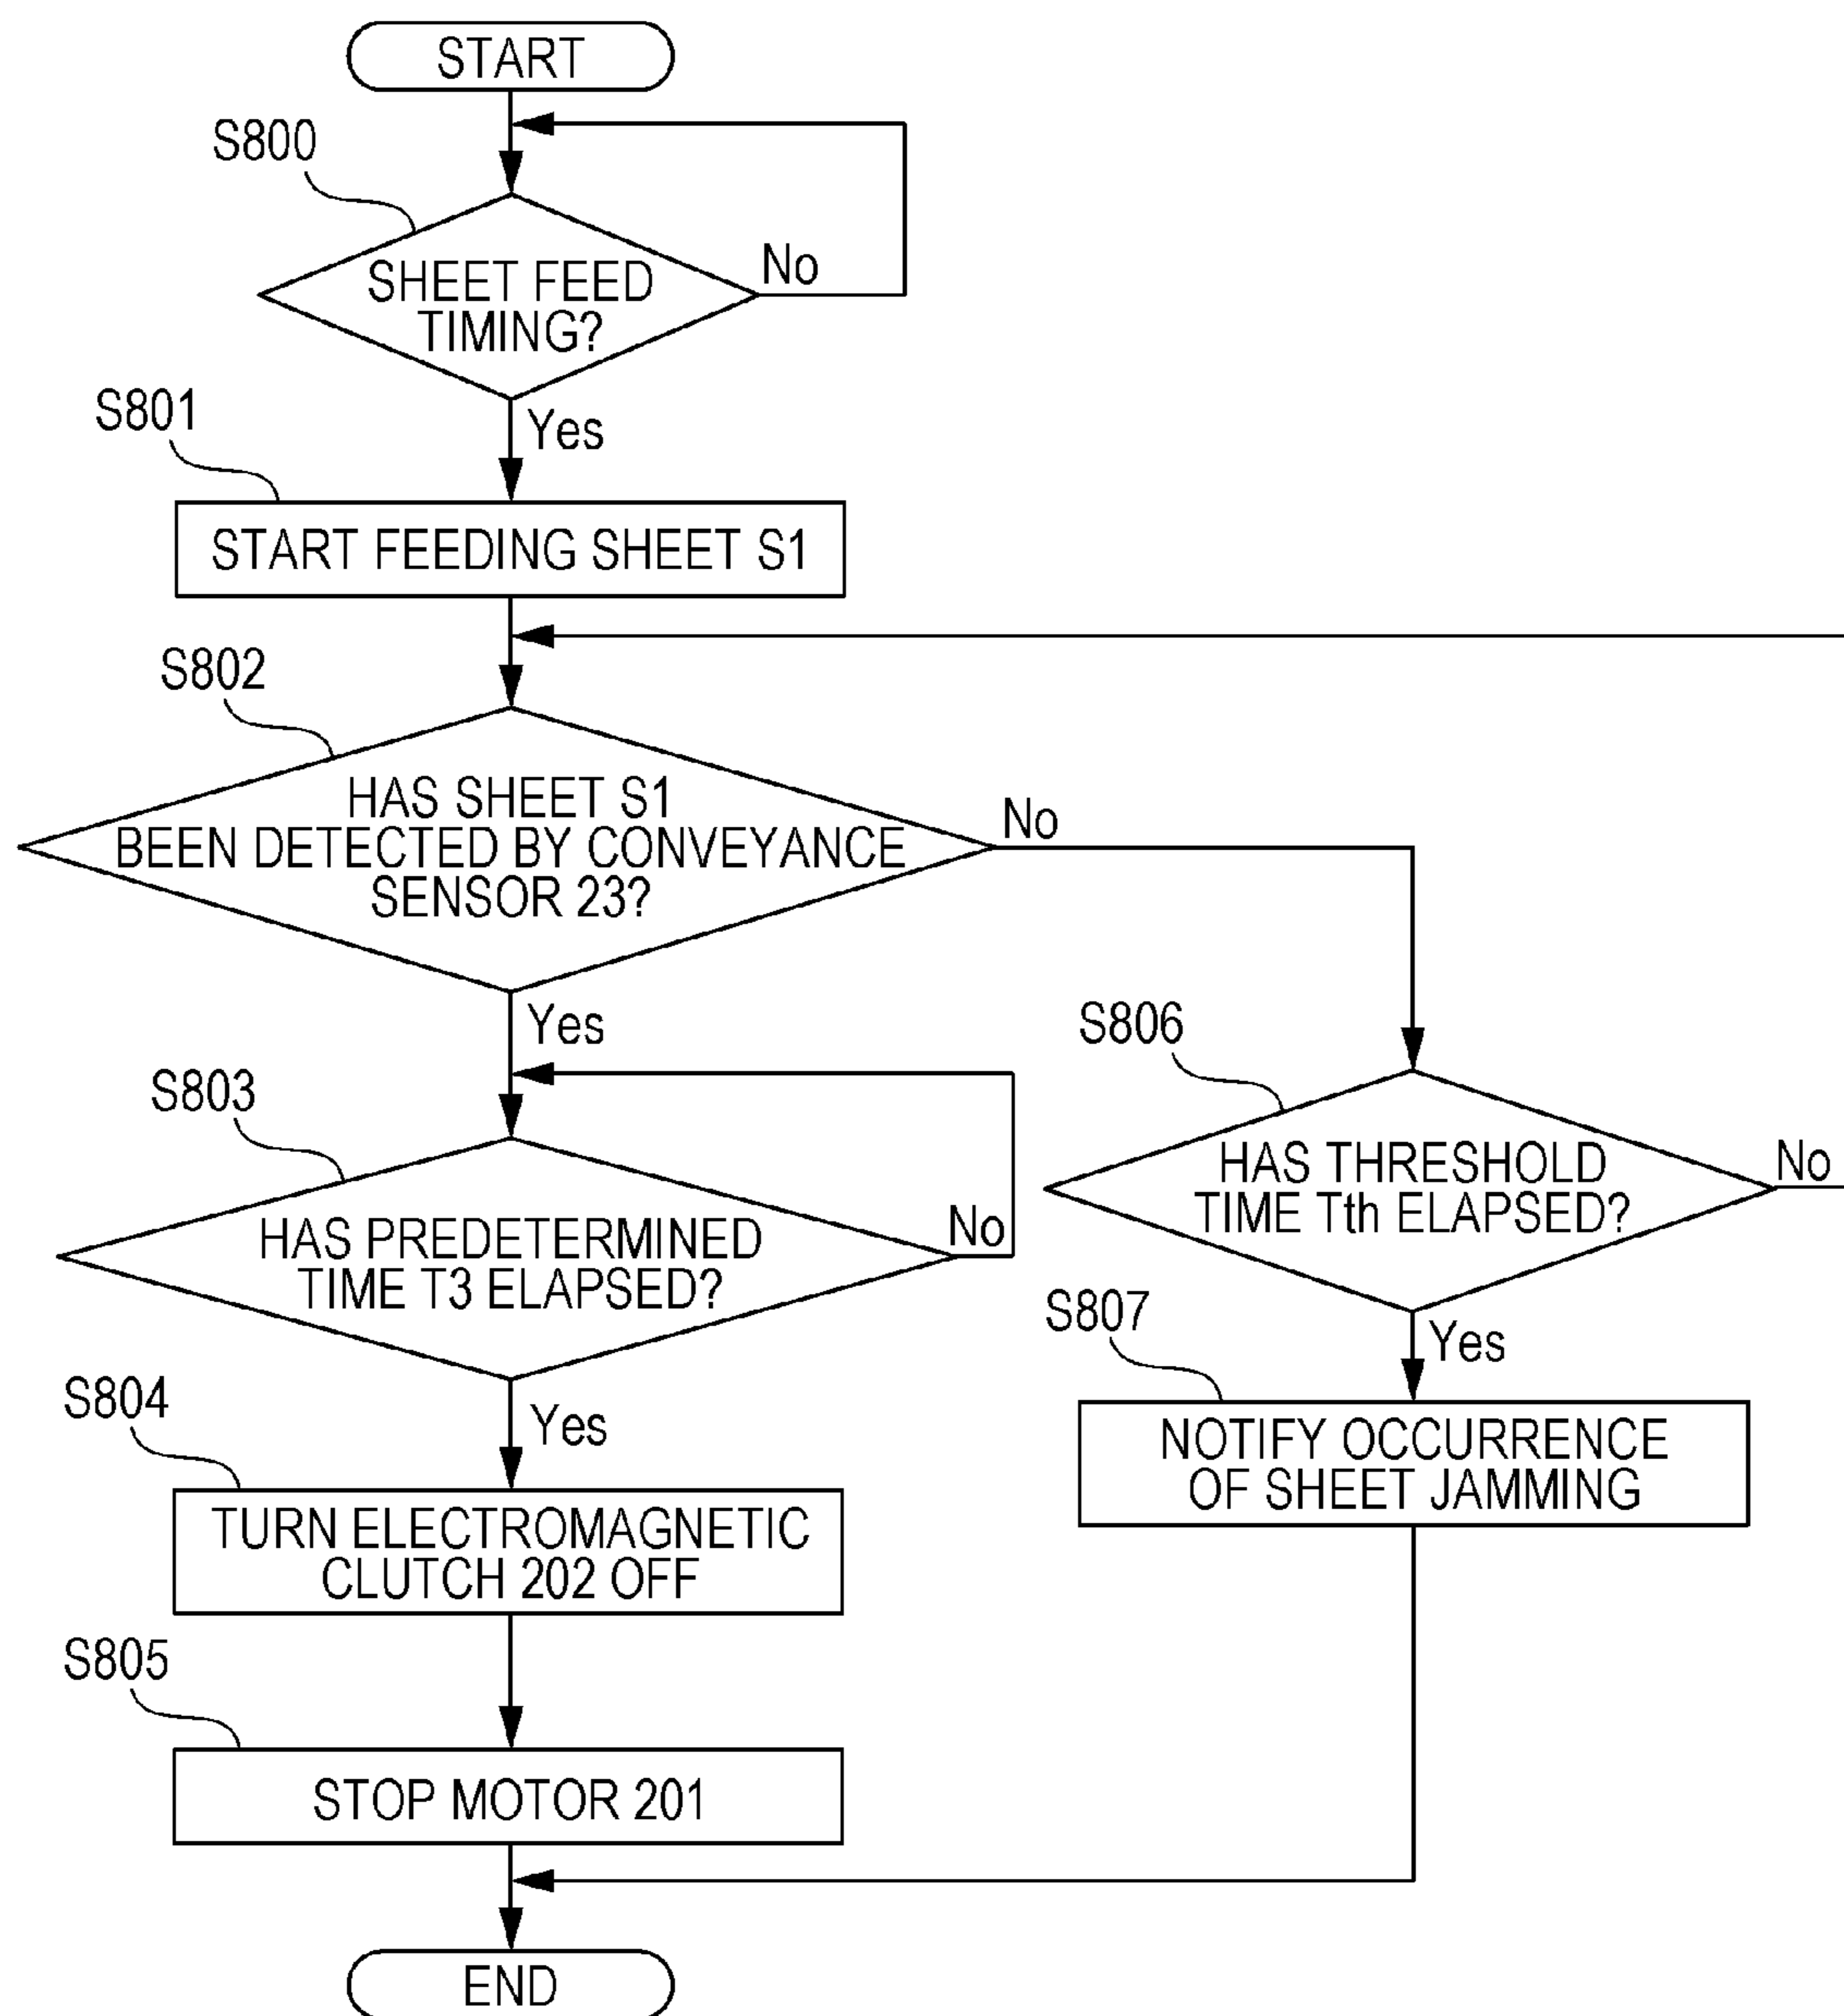 START
S800
SHEET FEED
TIMING?
No
Yes
S801
START FEEDING SHEET S1
S802
HAS SHEET S1
BEEN DETECTED BY CONVEYANCE
SENSOR 23?
No
Yes
S803
HAS PREDETERMINED
TIME T3 ELAPSED?
No
Yes
S806
HAS THRESHOLD
TIME Tth ELAPSED?
No
Yes
S807
NOTIFY OCCURRENCE
OF SHEET JAMMING
S804
TURN ELECTROMAGNETIC
CLUTCH 202 OFF
S805
STOP MOTOR 201
END